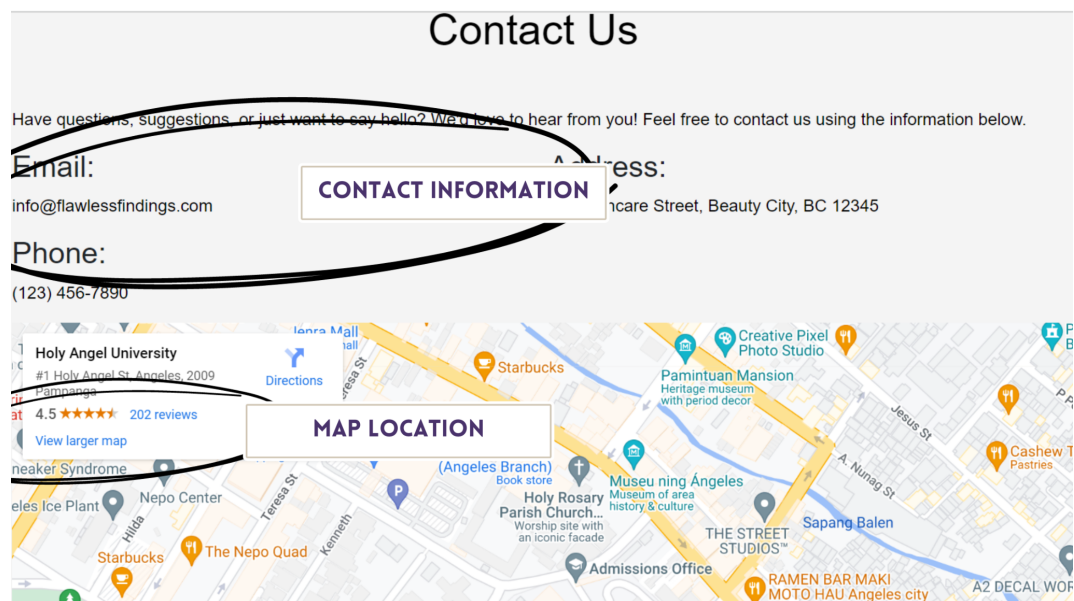 Contact Us
Have questions, suggestions, or just want to say hello? We'd love to hear from you! Feel free to contact us using the information below.
Email:
info@flawlessfindings.com
Phone:
(123) 456-7890
Address:
Street, Beauty City, BC 12345
CONTACT INFORMATION
Holy Angel University
#1 Holy Angel St, Angeles, 2009
Pampanga
4.5
202 reviews
View larger map
Directions
MAP LOCATION
Jenra Mall
Starbucks
Creative Pixel
Photo Studio
Pamintuan Mansion
Heritage museum
with period decor
Jesus St
Cashew
Pastries
A. Nunag St
Sapang Balen
(Angeles Branch)
Book store
Museu ning Ángeles
Museum of area
history & culture
Holy Rosary
Parish Church...
Worship site with
an iconic facade
THE STREET
STUDIOS™
Syndrome
Nepo Center
Ice Plant
Teresa St
Hilda
Kenneth
P
Starbucks
The Nepo Quad
Admissions Office
RAMEN BAR MAKI
MOTO HAU Angeles city
A2 DECAL